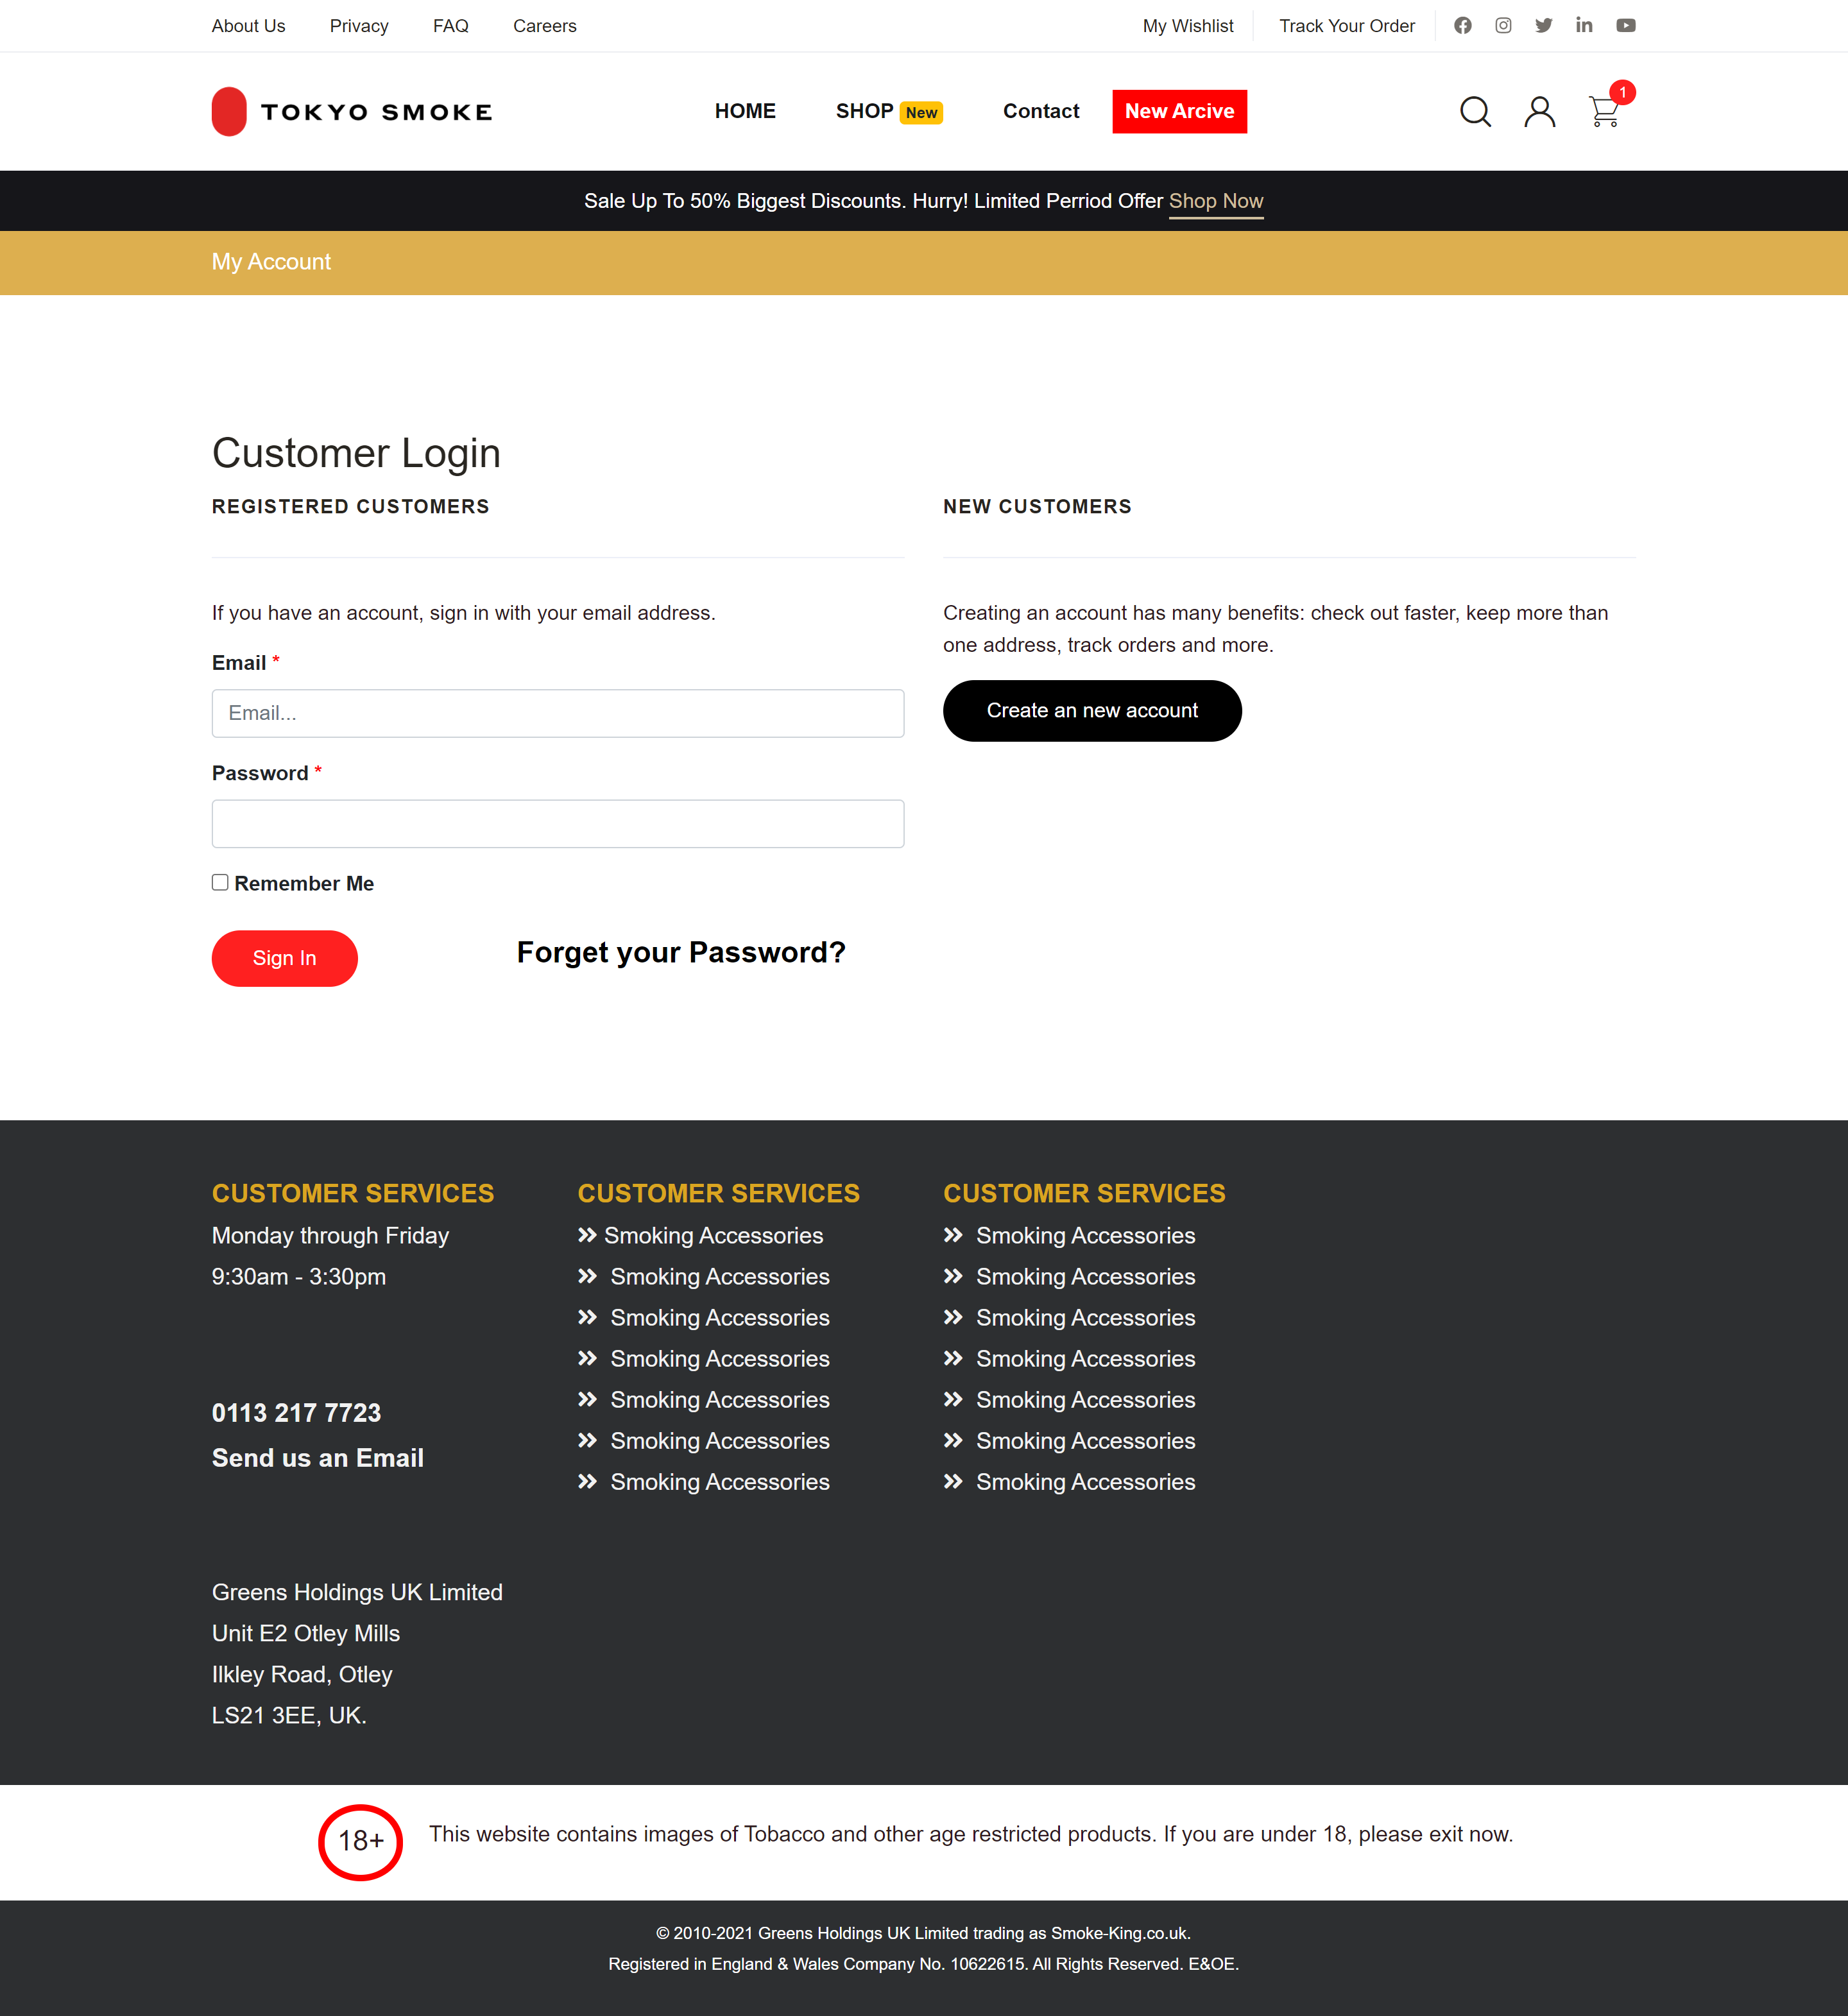 About Us Privacy FAQ Careers My Wishlist Track Your Order
TOKYO SMOKE HOME SHOP New Contact New Arcive 1
Sale Up To 50% Biggest Discounts. Hurry! Limited Perriod Offer Shop Now
My Account
Customer Login
REGISTERED CUSTOMERS
If you have an account, sign in with your email address.
Email *
Email...
Password *
Remember Me
Sign In Forget your Password?
NEW CUSTOMERS
Creating an account has many benefits: check out faster, keep more than
one address, track orders and more.
Create an new account
CUSTOMER SERVICES
Monday through Friday
9:30am - 3:30pm
0113 217 7723
Send us an Email
Greens Holdings UK Limited
Unit E2 Otley Mills
Ilkley Road, Otley
LS21 3EE, UK.
CUSTOMER SERVICES
Smoking Accessories
Smoking Accessories
Smoking Accessories
Smoking Accessories
Smoking Accessories
Smoking Accessories
Smoking Accessories
CUSTOMER SERVICES
Smoking Accessories
Smoking Accessories
Smoking Accessories
Smoking Accessories
Smoking Accessories
Smoking Accessories
Smoking Accessories
18+ This website contains images of Tobacco and other age restricted products. If you are under 18, please exit now.
© 2010-2021 Greens Holdings UK Limited trading as Smoke-King.co.uk.
Registered in England & Wales Company No. 10622615. All Rights Reserved. E&OE.